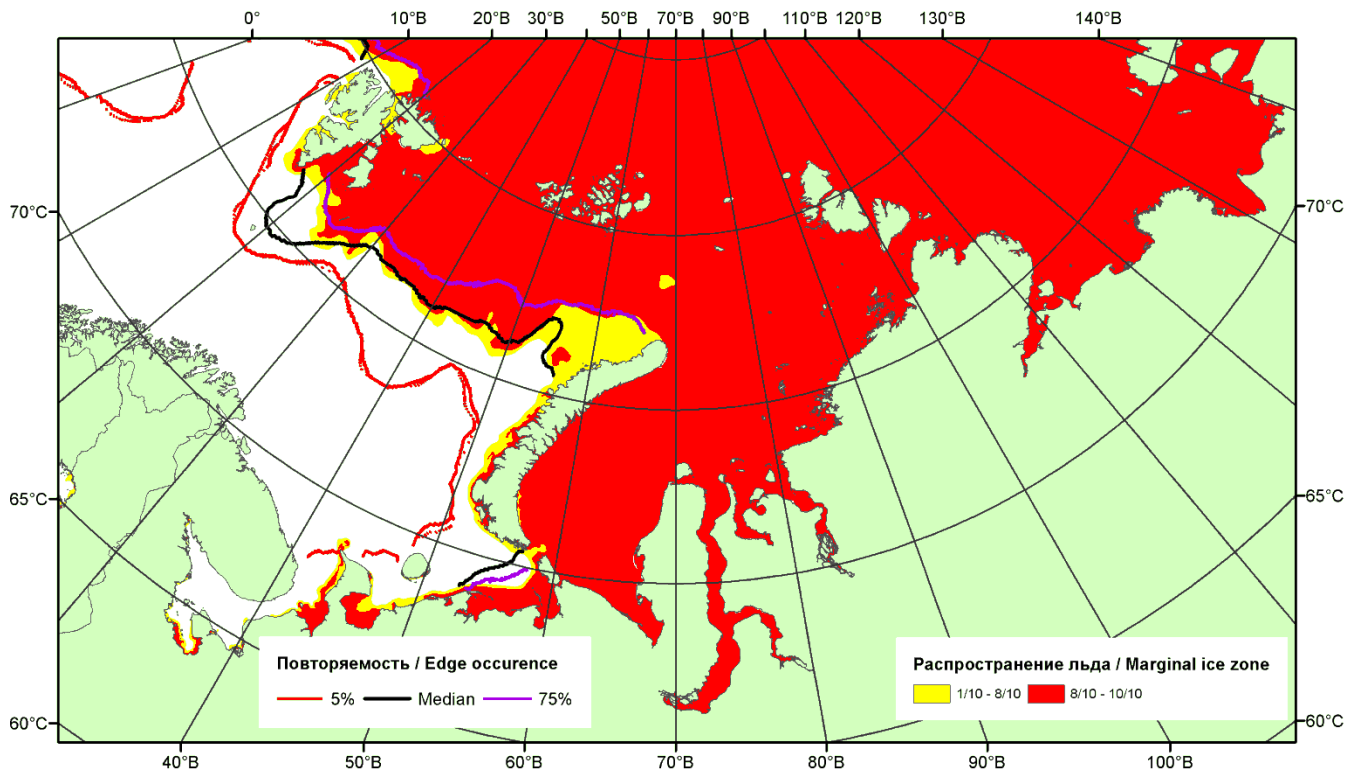 0° 10°В 20°В 30°В 50°В 70°В 90°В 110°В 120°В 130°В 140°В
70°С 70°С
65°С 65°С
60°С 60°С
Повторяемость / Edge occurence
5% Median 75%
Распространение льда / Marginal ice zone
1/10 - 8/10 8/10 - 10/10
40°В 50°В 60°В 70°В 80°В 90°В 100°В